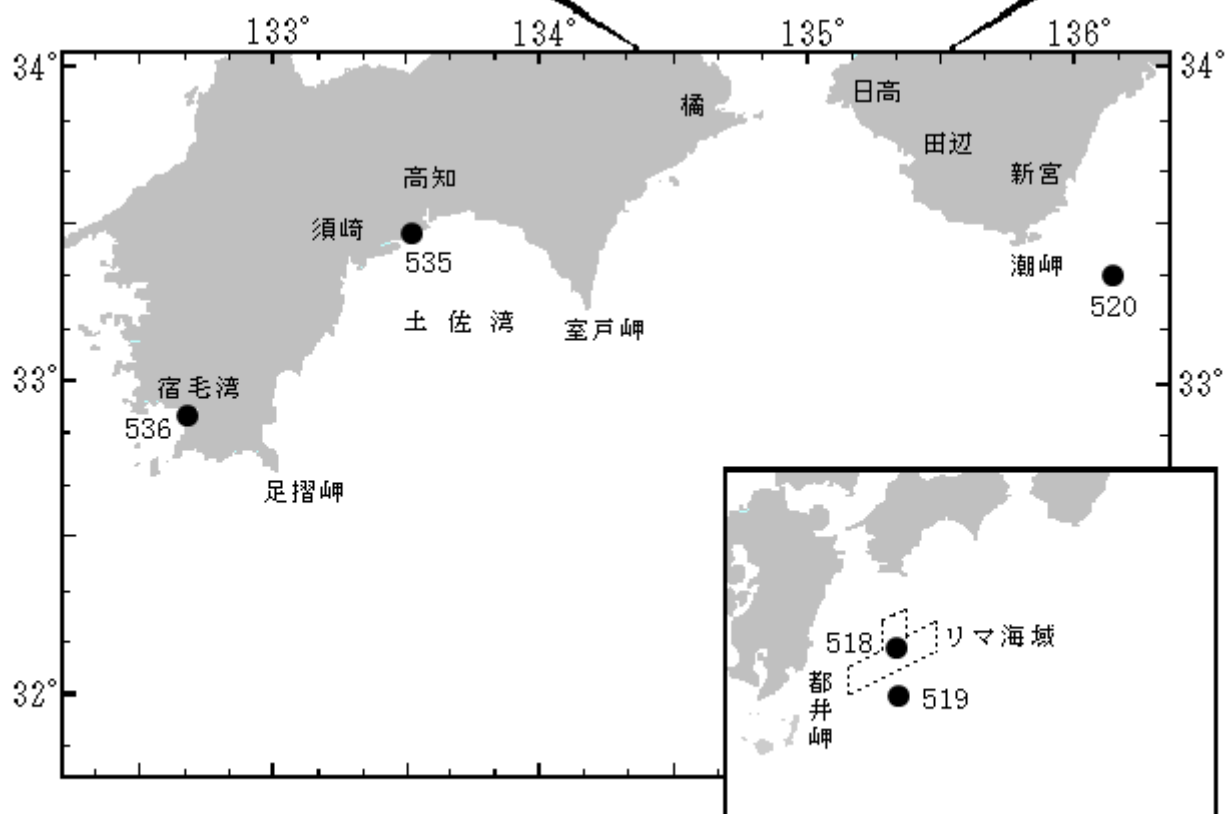 133° 134° 135° 136°
34° 34°
日高
橘
田辺
新宮
高知
須崎
535
潮岬
520
土佐湾
室戸岬
33° 33°
宿毛湾
536
足摺岬
518
リマ海域
都井岬
519
32°